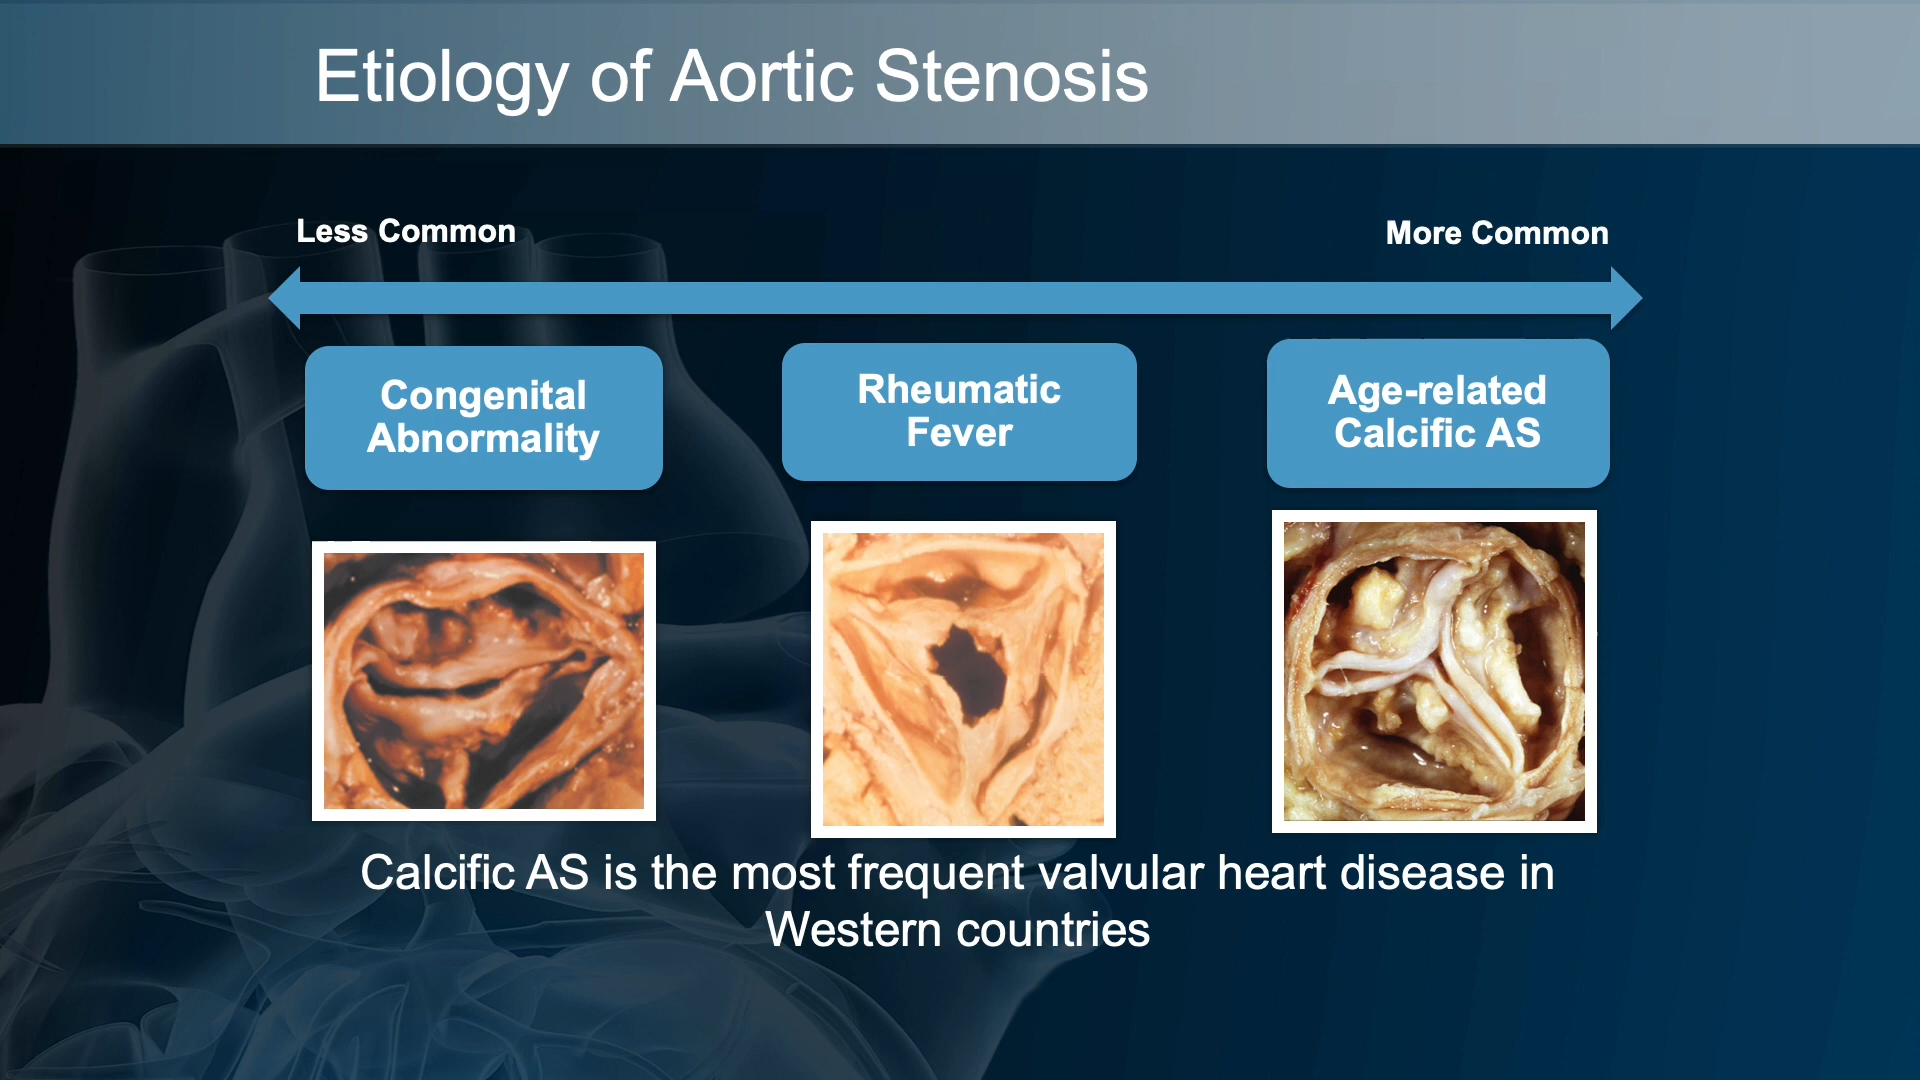 Etiology of Aortic Stenosis
Less Common
More Common
Congenital
Abnormality
Rheumatic
Fever
Age-related
Calcific AS
Calcific AS is the most frequent valvular heart disease in
Western countries